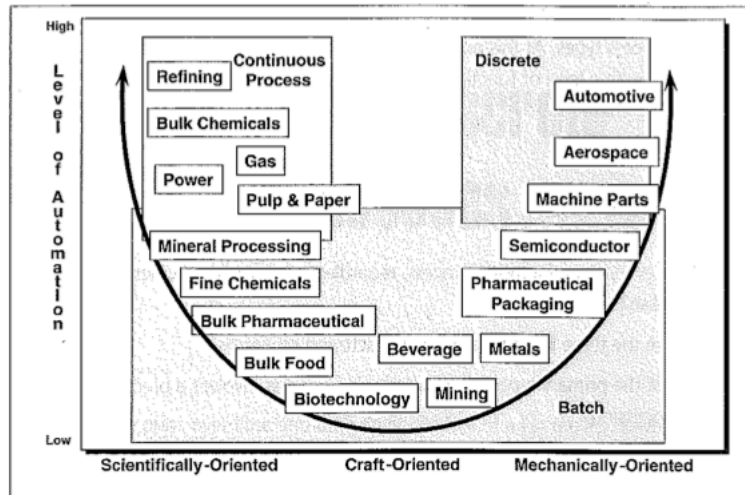 High
Level of Automation
Low
Continuous
Process
Refining
Bulk Chemicals
Gas
Power
Pulp & Paper
Mineral Processing
Fine Chemicals
Bulk Pharmaceutical
Bulk Food
Biotechnology
Beverage
Mining
Metals
Discrete
Automotive
Aerospace
Machine Parts
Semiconductor
Pharmaceutical
Packaging
Batch
Scientifically-Oriented
Craft-Oriented
Mechanically-Oriented